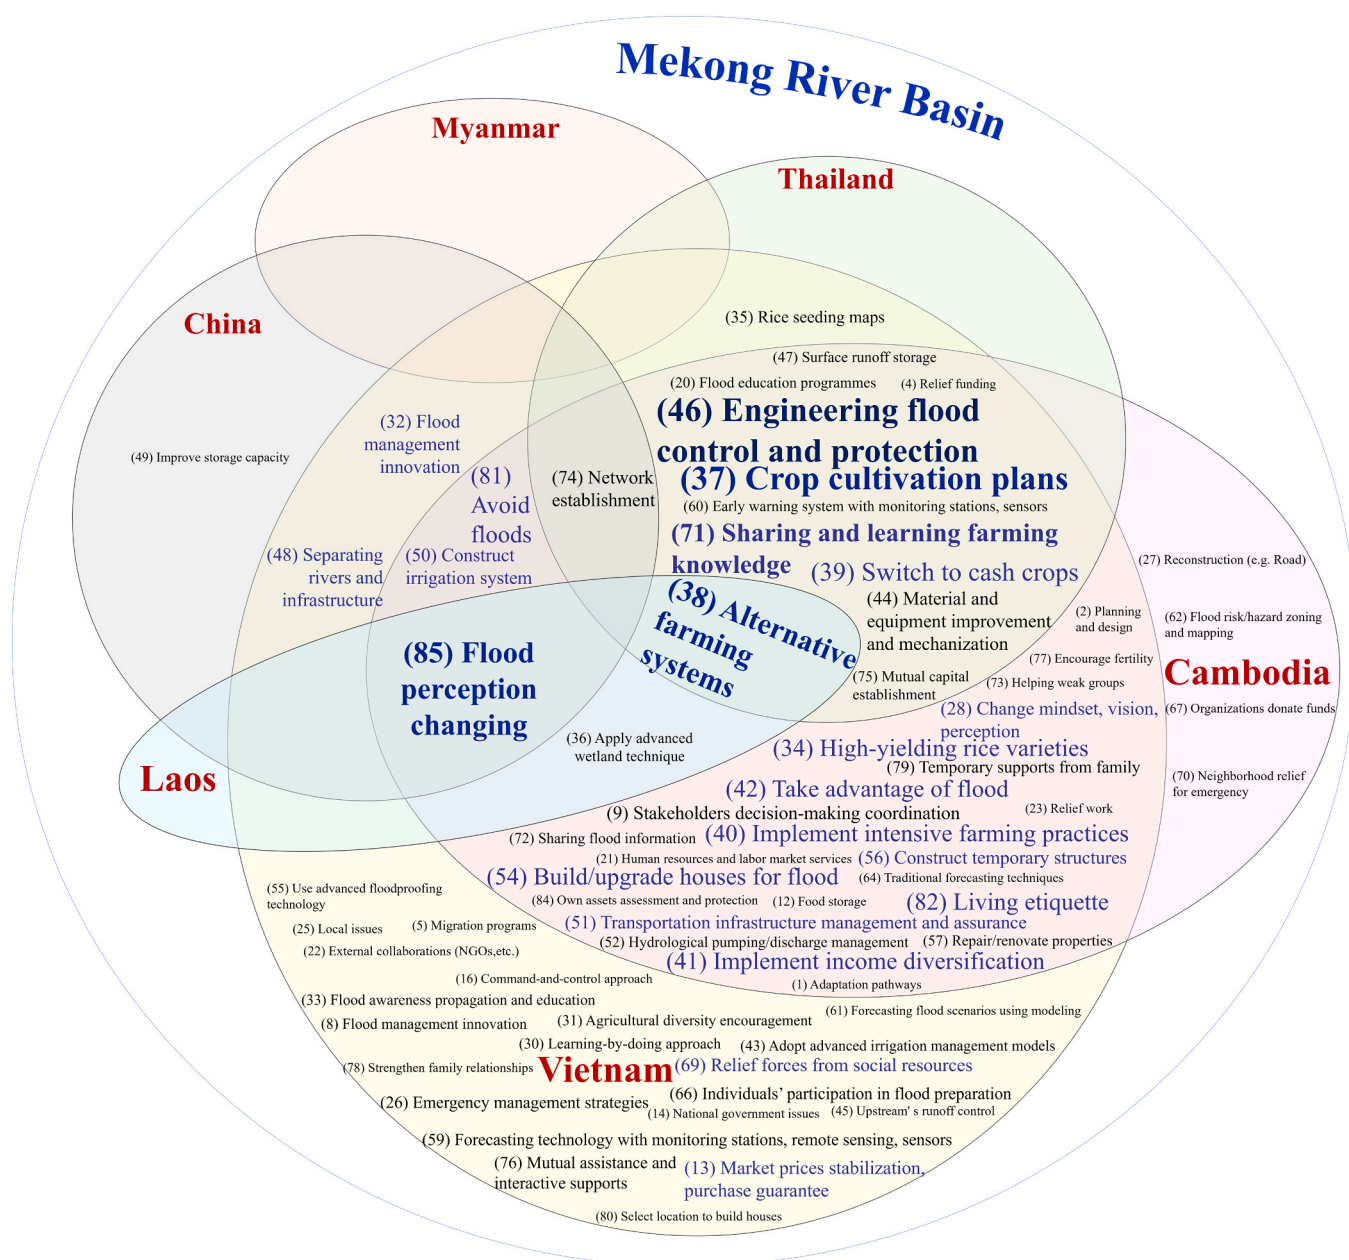 Mekong River Basin
Myanmar
Thailand
China
(35) Rice seeding maps
(47) Surface runoff storage
(20) Flood education programmes
(4) Relief funding
(46) Engineering flood
control and protection
(32) Flood
management
innovation
(49) Improve storage capacity
(81)
Avoid
floods
(74) Network
establishment
(37) Crop cultivation plans
(60) Early warning system with monitoring stations, sensors
(71) Sharing and learning farming
knowledge
(48) Separating
rivers and
infrastructure
(50) Construct
irrigation system
(39) Switch to cash crops
(27) Reconstruction (e.g. Road)
(38) Alternative
farming
systems
(44) Material and
equipment improvement
and mechanization
(2) Planning
and design
(62) Flood risk/hazard zoning
and mapping
(85) Flood
perception
changing
(77) Encourage fertility
Cambodia
(75) Mutual capital
establishment
(73) Helping weak groups
(28) Change mindset, vision,
perception
(67) Organizations donate funds
(36) Apply advanced
wetland technique
(34) High-yielding rice varieties
(79) Temporary supports from family
(70) Neighborhood relief
for emergency
Laos
(42) Take advantage of flood
(9) Stakeholders decision-making coordination
(23) Relief work
(72) Sharing flood information
(40) Implement intensive farming practices
(21) Human resources and labor market services
(56) Construct temporary structures
(54) Build/upgrade houses for flood
(64) Traditional forecasting techniques
(55) Use advanced floodproofing
technology
(84) Own assets assessment and protection
(12) Food storage
(82) Living etiquette
(25) Local issues
(5) Migration programs
(51) Transportation infrastructure management and assurance
(22) External collaborations (NGOs,etc.)
(52) Hydrological pumping/discharge management
(57) Repair/renovate properties
(41) Implement income diversification
(16) Command-and-control approach
(1) Adaptation pathways
(33) Flood awareness propagation and education
(61) Forecasting flood scenarios using modeling
(8) Flood management innovation
(31) Agricultural diversity encouragement
(30) Learning-by-doing approach
(43) Adopt advanced irrigation management models
(78) Strengthen family relationships
Vietnam
(69) Relief forces from social resources
(66) Individuals' participation in flood preparation
(26) Emergency management strategies
(14) National government issues
(45) Upstream' s runoff control
(59) Forecasting technology with monitoring stations, remote sensing, sensors
(76) Mutual assistance and
interactive supports
(13) Market prices stabilization,
purchase guarantee
(80) Select location to build houses